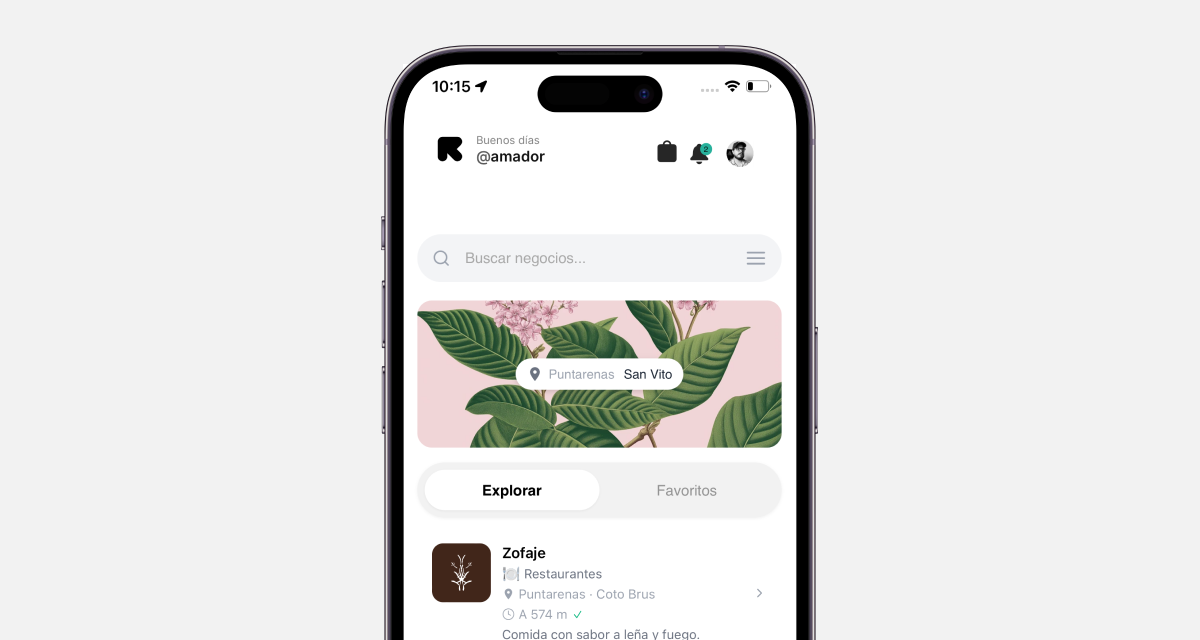 10:15
Buenos días
@amador
2
Buscar negocios...
Puntarenas San Vito
Explorar Favoritos
Zofaje
Restaurantes
Puntarenas · Coto Brus
A 574 m ✓
Comida con sabor a leña y fuego.